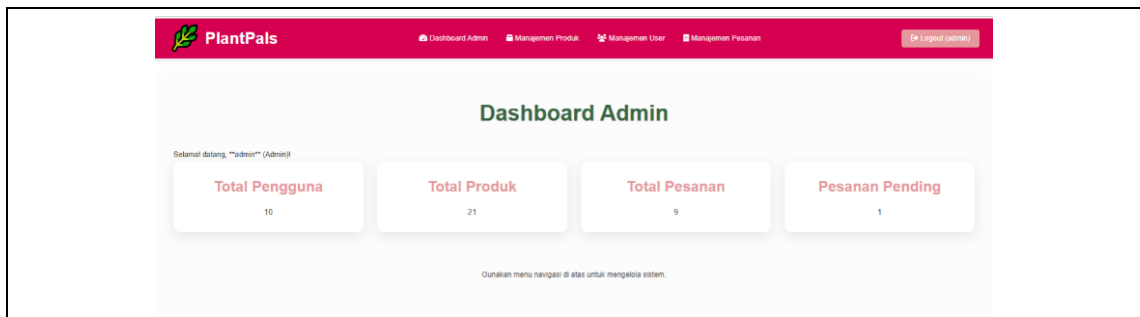 PlantPals
Dashboard Admin Manajemen Produk Manajemen User Manajemen Pesanan
Logout (admin)
Dashboard Admin
Selamat datang, **admin** (Admin)!
Total Pengguna Total Produk Total Pesanan Pesanan Pending
10 21 9 1
Gunakan menu navigasi di atas untuk mengelola sistem.